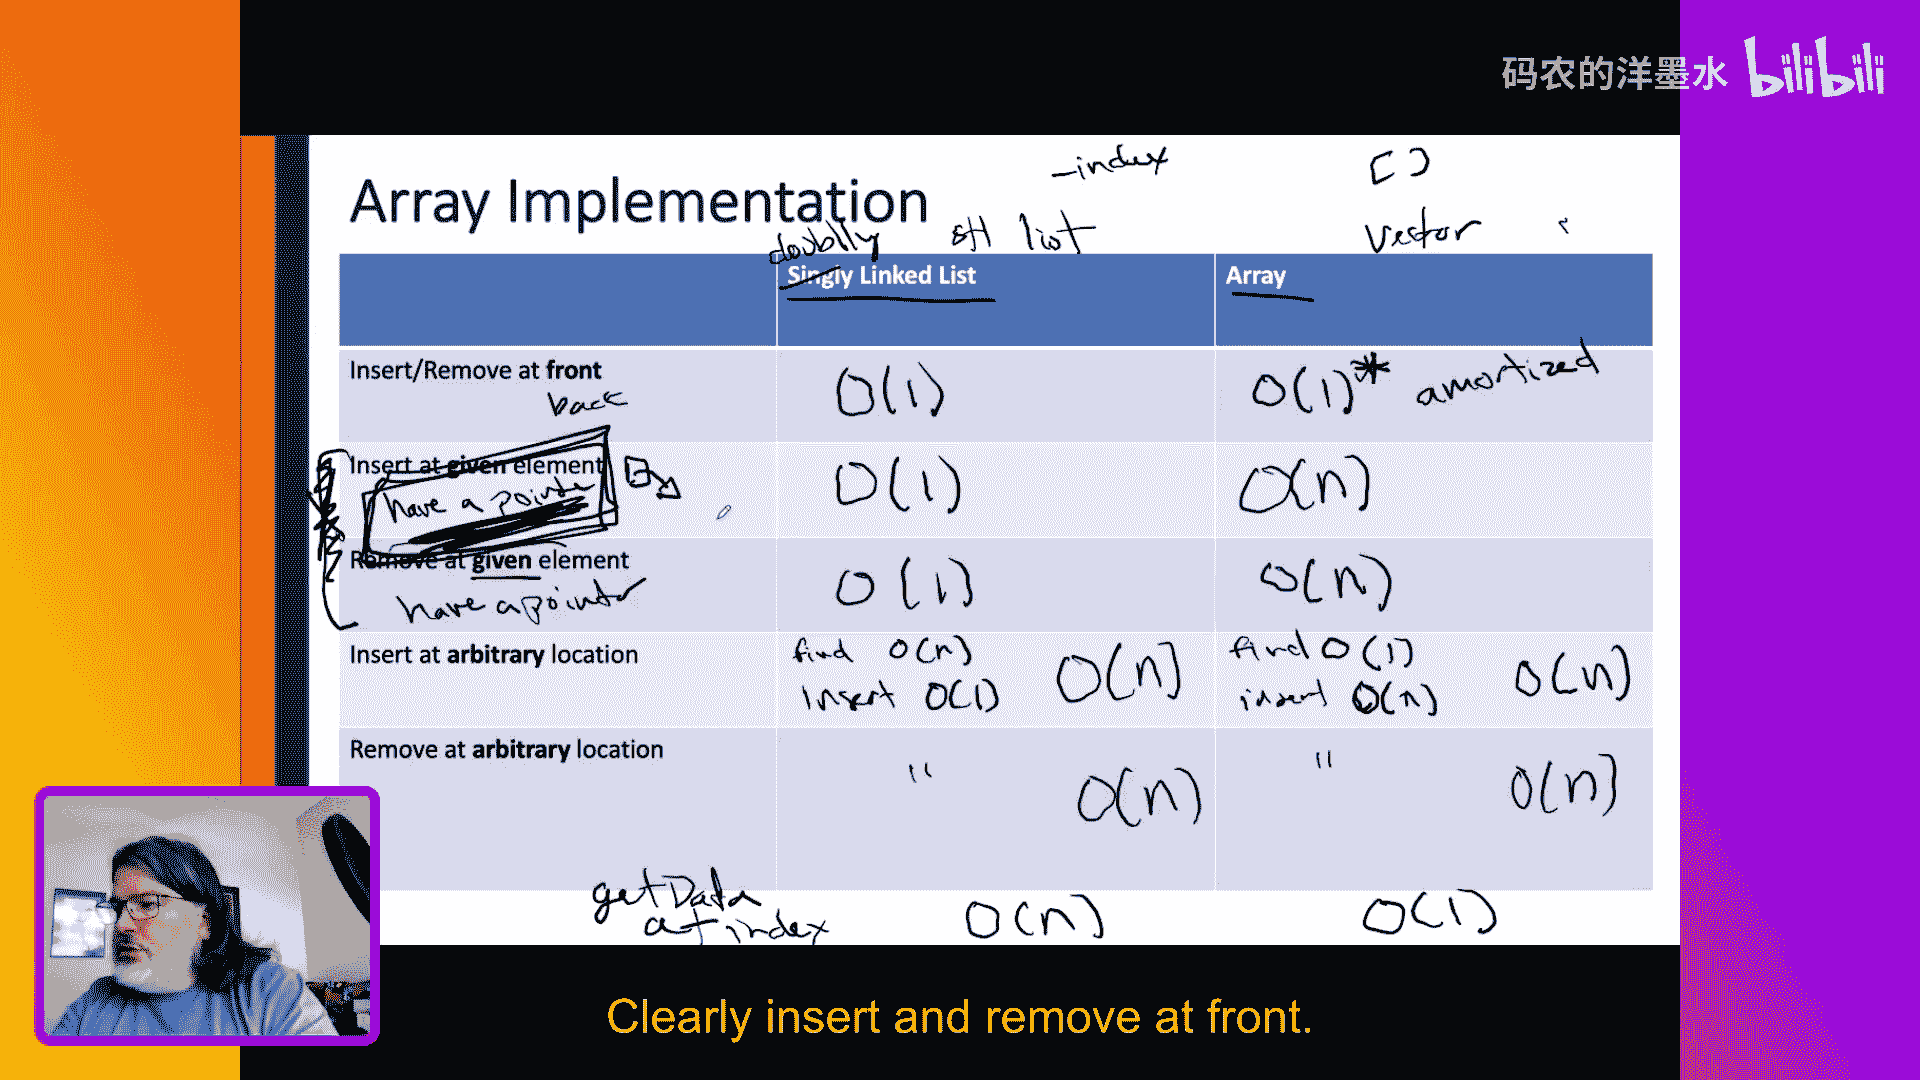 码农的洋墨水 bilibili
-index
[ ]
Array Implementation
doublly stl list
vector
Singly Linked List
Array
Insert/Remove at front
back
O(1)
O(1)* amortized
Insert at given element
have a pointer
O(1)
O(n)
Remove at given element
have a pointer
O(1)
O(n)
Insert at arbitrary location
find O(n)
insert O(1)
O(n)
find O(1)
insert O(n)
O(n)
Remove at arbitrary location
"
O(n)
"
O(n)
getData
at index
O(n)
O(1)
Clearly insert and remove at front.